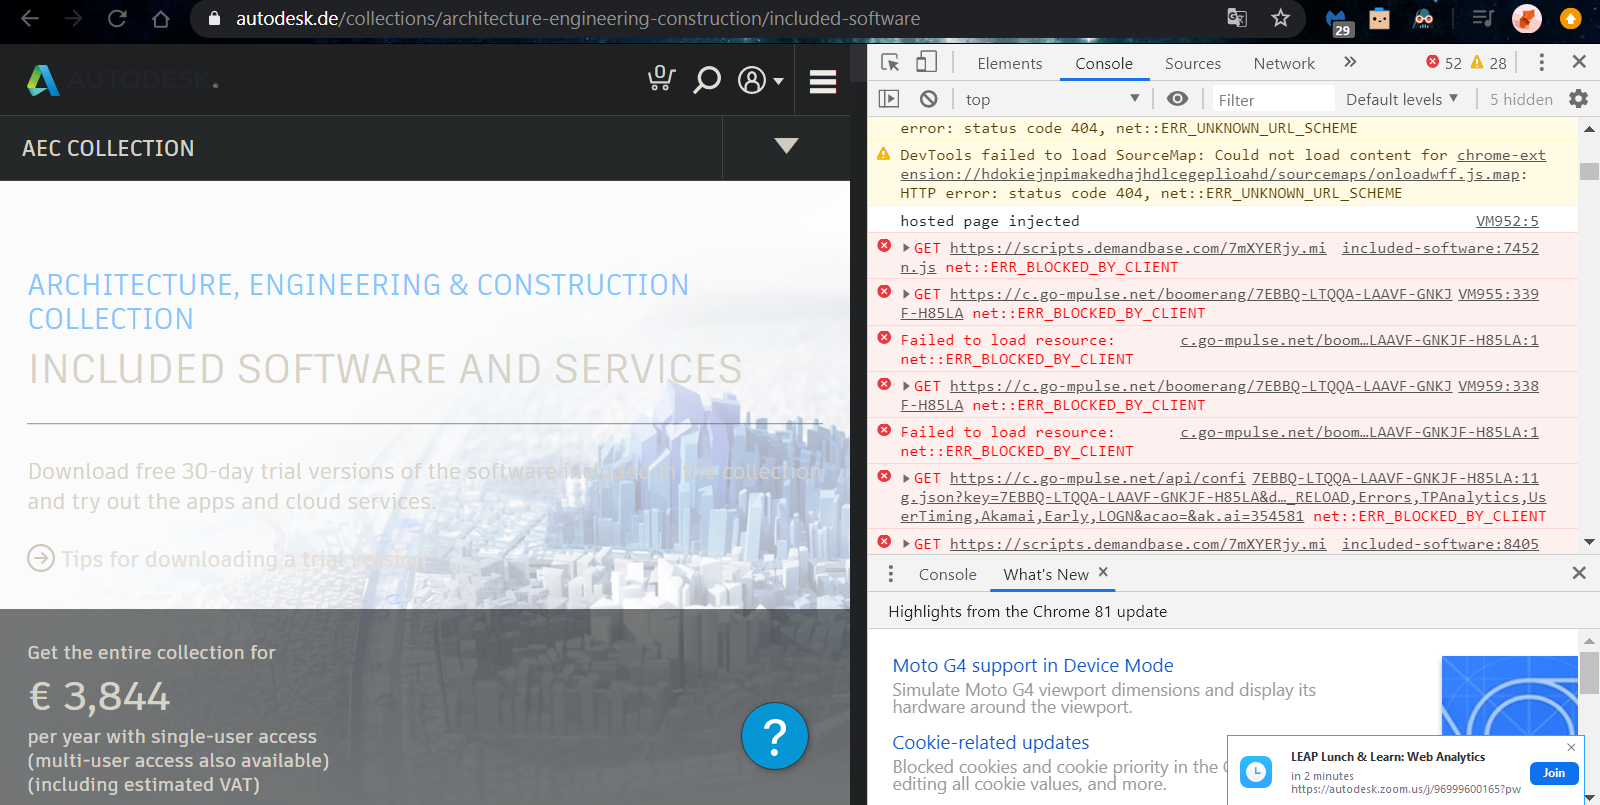 autodesk.de/collections/architecture-engineering-construction/included-software
29
AUTODESK®
0
AEC COLLECTION
ARCHITECTURE, ENGINEERING & CONSTRUCTION
COLLECTION
INCLUDED SOFTWARE AND SERVICES
Download free 30-day trial versions of the software included in the collection
and try out the apps and cloud services.
Tips for downloading a trial version
Get the entire collection for
€ 3,844
per year with single-user access
(multi-user access also available)
(including estimated VAT)
?
Elements Console Sources Network » 52 28
top Filter Default levels 5 hidden
error: status code 404, net::ERR_UNKNOWN_URL_SCHEME
DevTools failed to load SourceMap: Could not load content for chrome-ext
ension://hdokiejnpimakedhajhdlcegeplioahd/sourcemaps/onloadwff.js.map:
HTTP error: status code 404, net::ERR_UNKNOWN_URL_SCHEME
hosted page injected VM952:5
GET https://scripts.demandbase.com/7mXYERjy.mi included-software:7452
n.js net::ERR_BLOCKED_BY_CLIENT
GET https://c.go-mpulse.net/boomerang/7EBBQ-LTQQA-LAAVF-GNKJ VM955:339
F-H85LA net::ERR_BLOCKED_BY_CLIENT
Failed to load resource: c.go-mpulse.net/boom…LAAVF-GNKJF-H85LA:1
net::ERR_BLOCKED_BY_CLIENT
GET https://c.go-mpulse.net/boomerang/7EBBQ-LTQQA-LAAVF-GNKJ VM959:338
F-H85LA net::ERR_BLOCKED_BY_CLIENT
Failed to load resource: c.go-mpulse.net/boom…LAAVF-GNKJF-H85LA:1
net::ERR_BLOCKED_BY_CLIENT
GET https://c.go-mpulse.net/api/confi 7EBBQ-LTQQA-LAAVF-GNKJF-H85LA:11
g.json?key=7EBBQ-LTQQA-LAAVF-GNKJF-H85LA&d…_RELOAD,Errors,TPAnalytics,Us
erTiming,Akamai,Early,LOGN&acao=&ak.ai=354581 net::ERR_BLOCKED_BY_CLIENT
GET https://scripts.demandbase.com/7mXYERjy.mi included-software:8405
Console What's New ×
Highlights from the Chrome 81 update
Moto G4 support in Device Mode
Simulate Moto G4 viewport dimensions and display its
hardware around the viewport.
Cookie-related updates
Blocked cookies and cookie priority in the
editing all cookie values, and more.
LEAP Lunch & Learn: Web Analytics
in 2 minutes
https://autodesk.zoom.us/j/96999600165?pw
Join